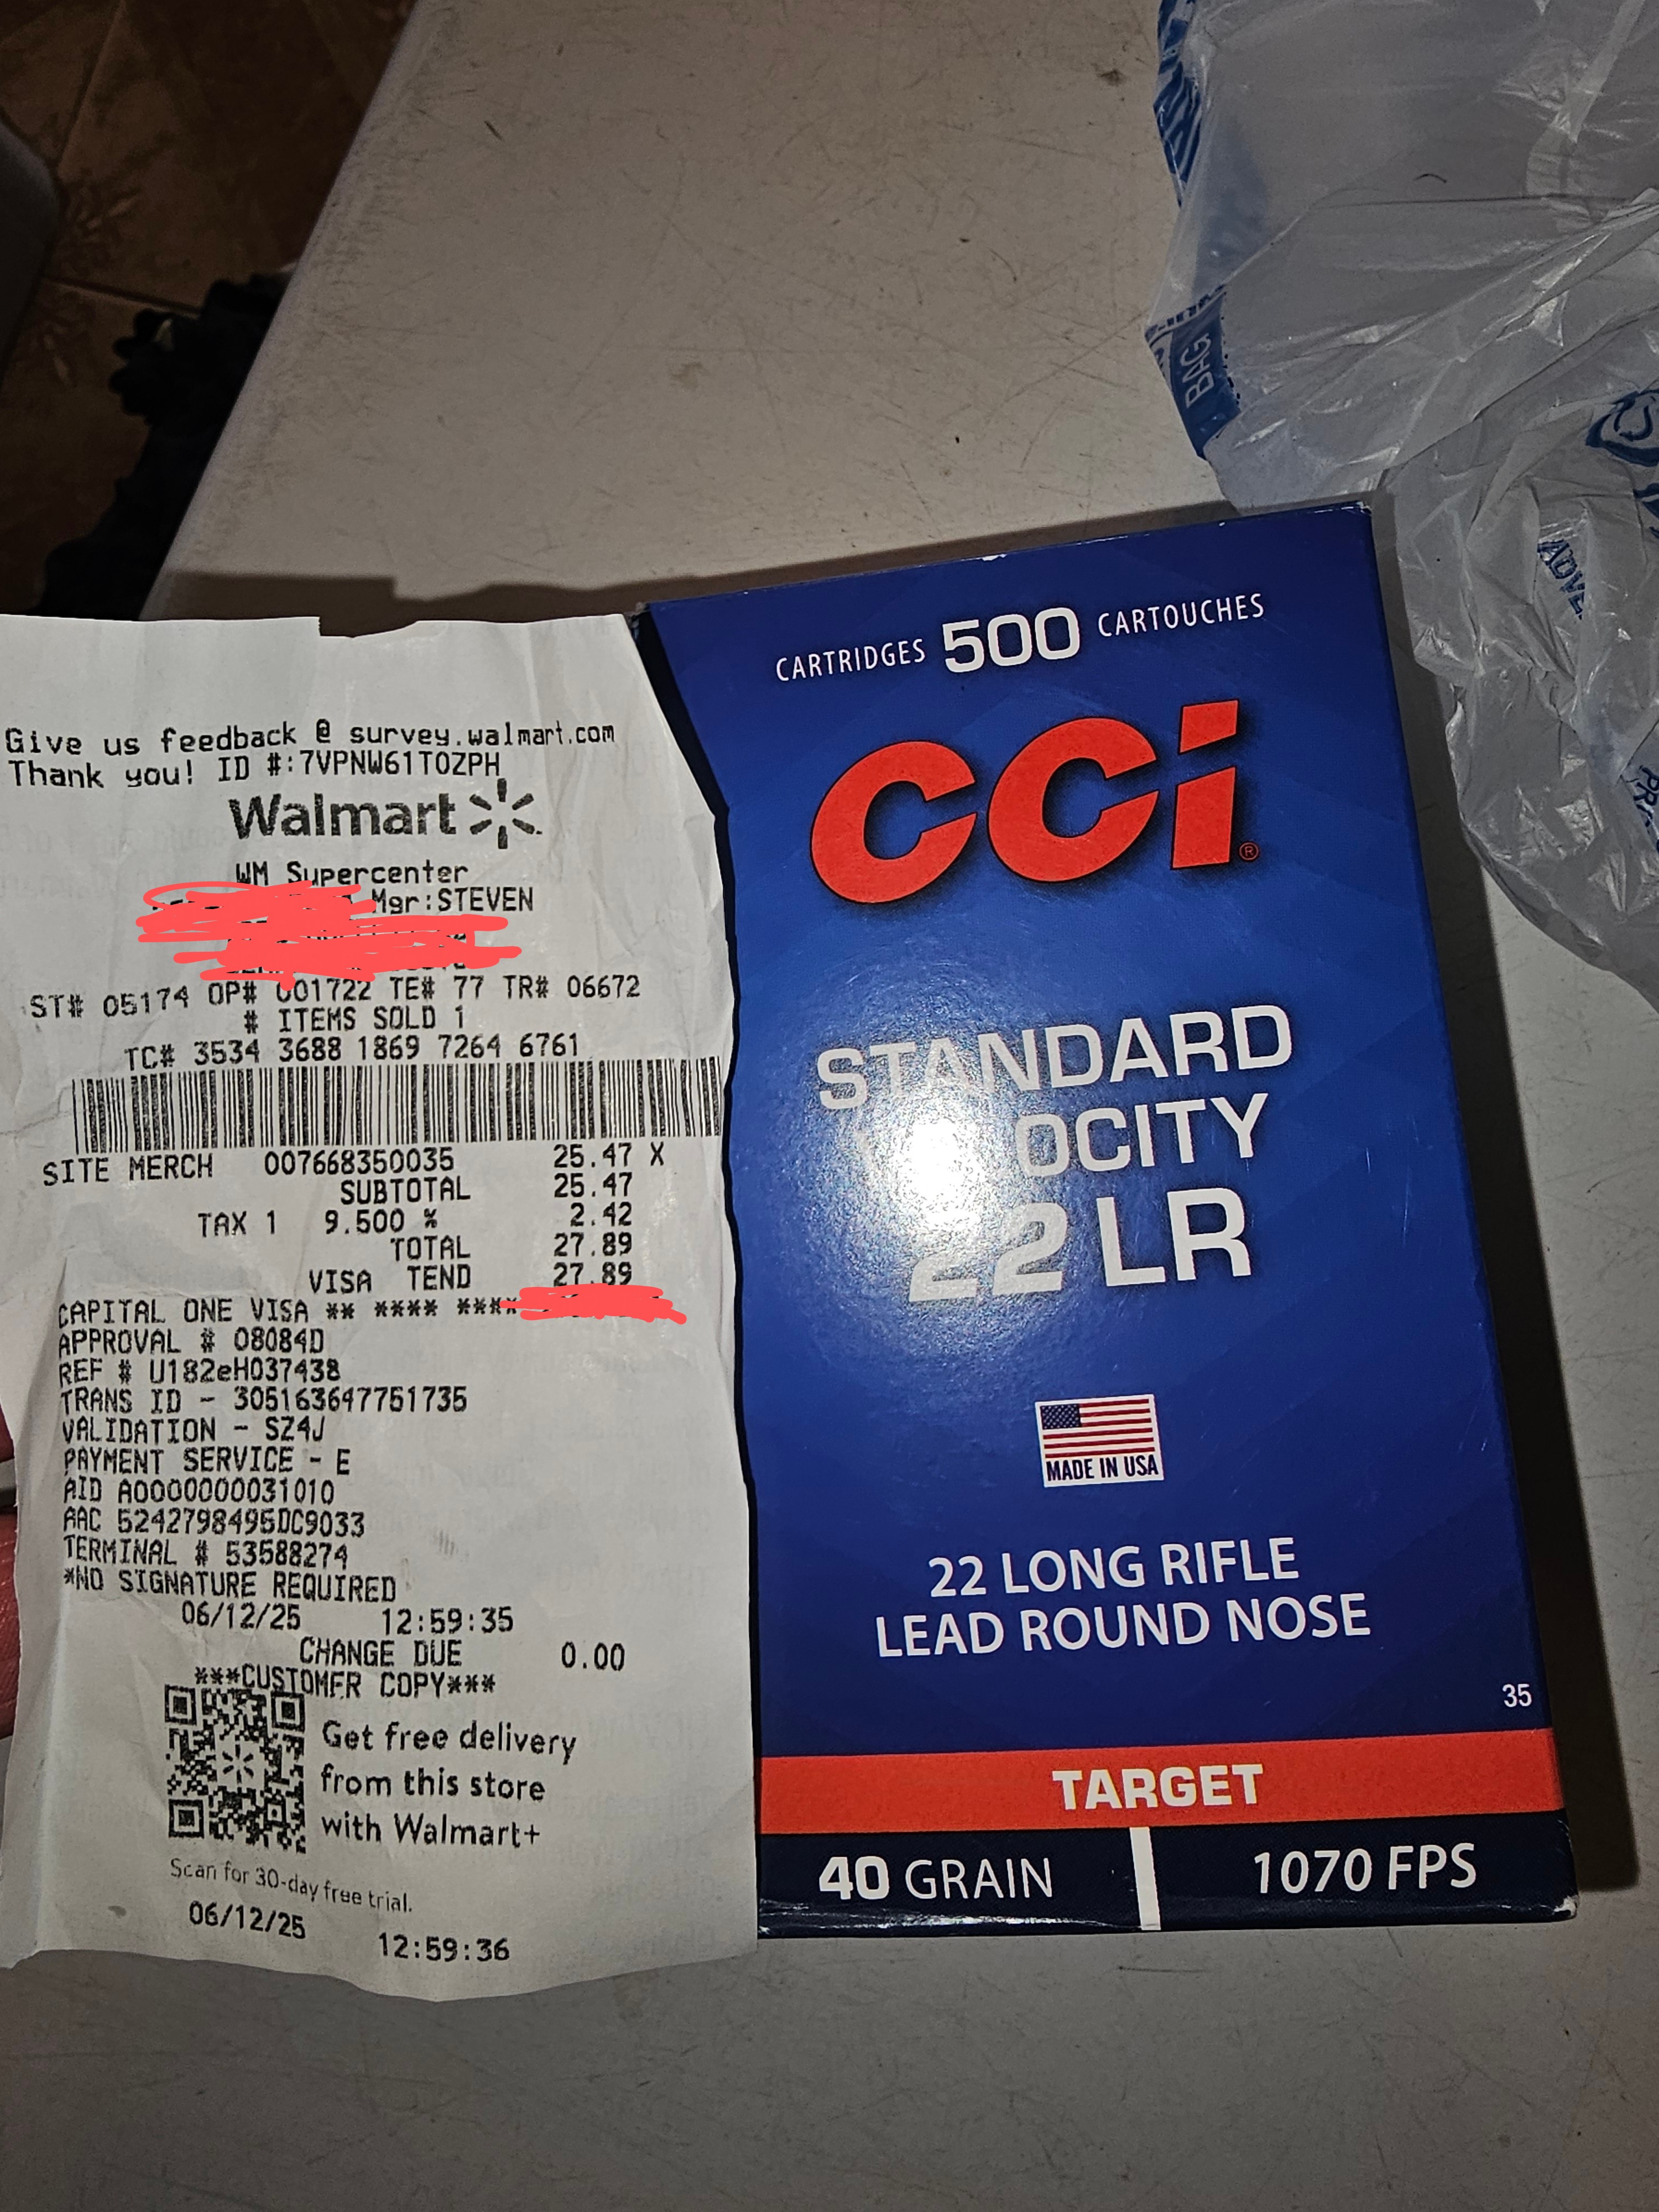 Give us feedback @ survey.walmart.com
Thank you! ID #:7VPNW61T0ZPH
Walmart
WM Supercenter
Mgr:STEVEN
ST# 05174 OP# 001722 TE# 77 TR# 06672
# ITEMS SOLD 1
TC# 3534 3688 1869 7264 6761
SITE MERCH 007668350035 25.47 X
SUBTOTAL 25.47
TAX 1 9.500 % 2.42
TOTAL 27.89
VISA TEND 27.89
CAPITAL ONE VISA ** **** ****
APPROVAL # 08084D
REF # U182eH037438
TRANS ID - 305163647751735
VALIDATION - SZ4J
PAYMENT SERVICE - E
AID A0000000031010
AAC 5242798495DC9033
TERMINAL # 53588274
*NO SIGNATURE REQUIRED
06/12/25 12:59:35
CHANGE DUE 0.00
***CUSTOMER COPY***
Get free delivery
from this store
with Walmart+
Scan for 30-day free trial.
06/12/25 12:59:36
CARTRIDGES 500 CARTOUCHES
CCi ®
STANDARD
VELOCITY
22 LR
MADE IN USA
22 LONG RIFLE
LEAD ROUND NOSE
35
TARGET
40 GRAIN 1070 FPS
BAG